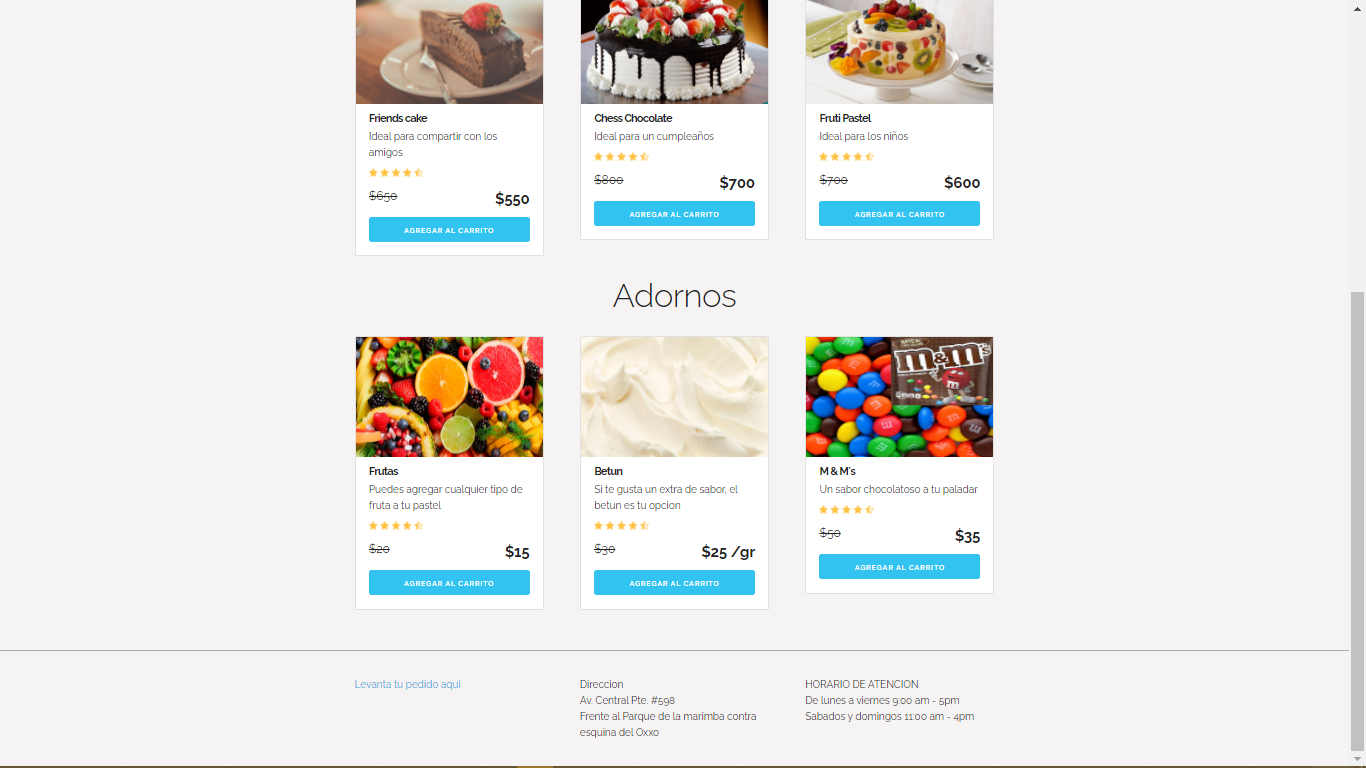 Friends cake
Ideal para compartir con los
amigos
$650
$550
AGREGAR AL CARRITO
Chess Chocolate
Ideal para un cumpleaños
$800
$700
AGREGAR AL CARRITO
Fruti Pastel
Ideal para los niños
$700
$600
AGREGAR AL CARRITO
Adornos
Frutas
Puedes agregar cualquier tipo de
fruta a tu pastel
$20
$15
AGREGAR AL CARRITO
Betun
Si te gusta un extra de sabor, el
betun es tu opcion
$30
$25 /gr
AGREGAR AL CARRITO
m&m's
M & M's
Un sabor chocolatoso a tu paladar
$50
$35
AGREGAR AL CARRITO
Levanta tu pedido aqui
Direccion
Av. Central Pte. #598
Frente al Parque de la marimba contra
esquina del Oxxo
HORARIO DE ATENCION
De lunes a viernes 9:00 am - 5pm
Sabados y domingos 11:00 am - 4pm